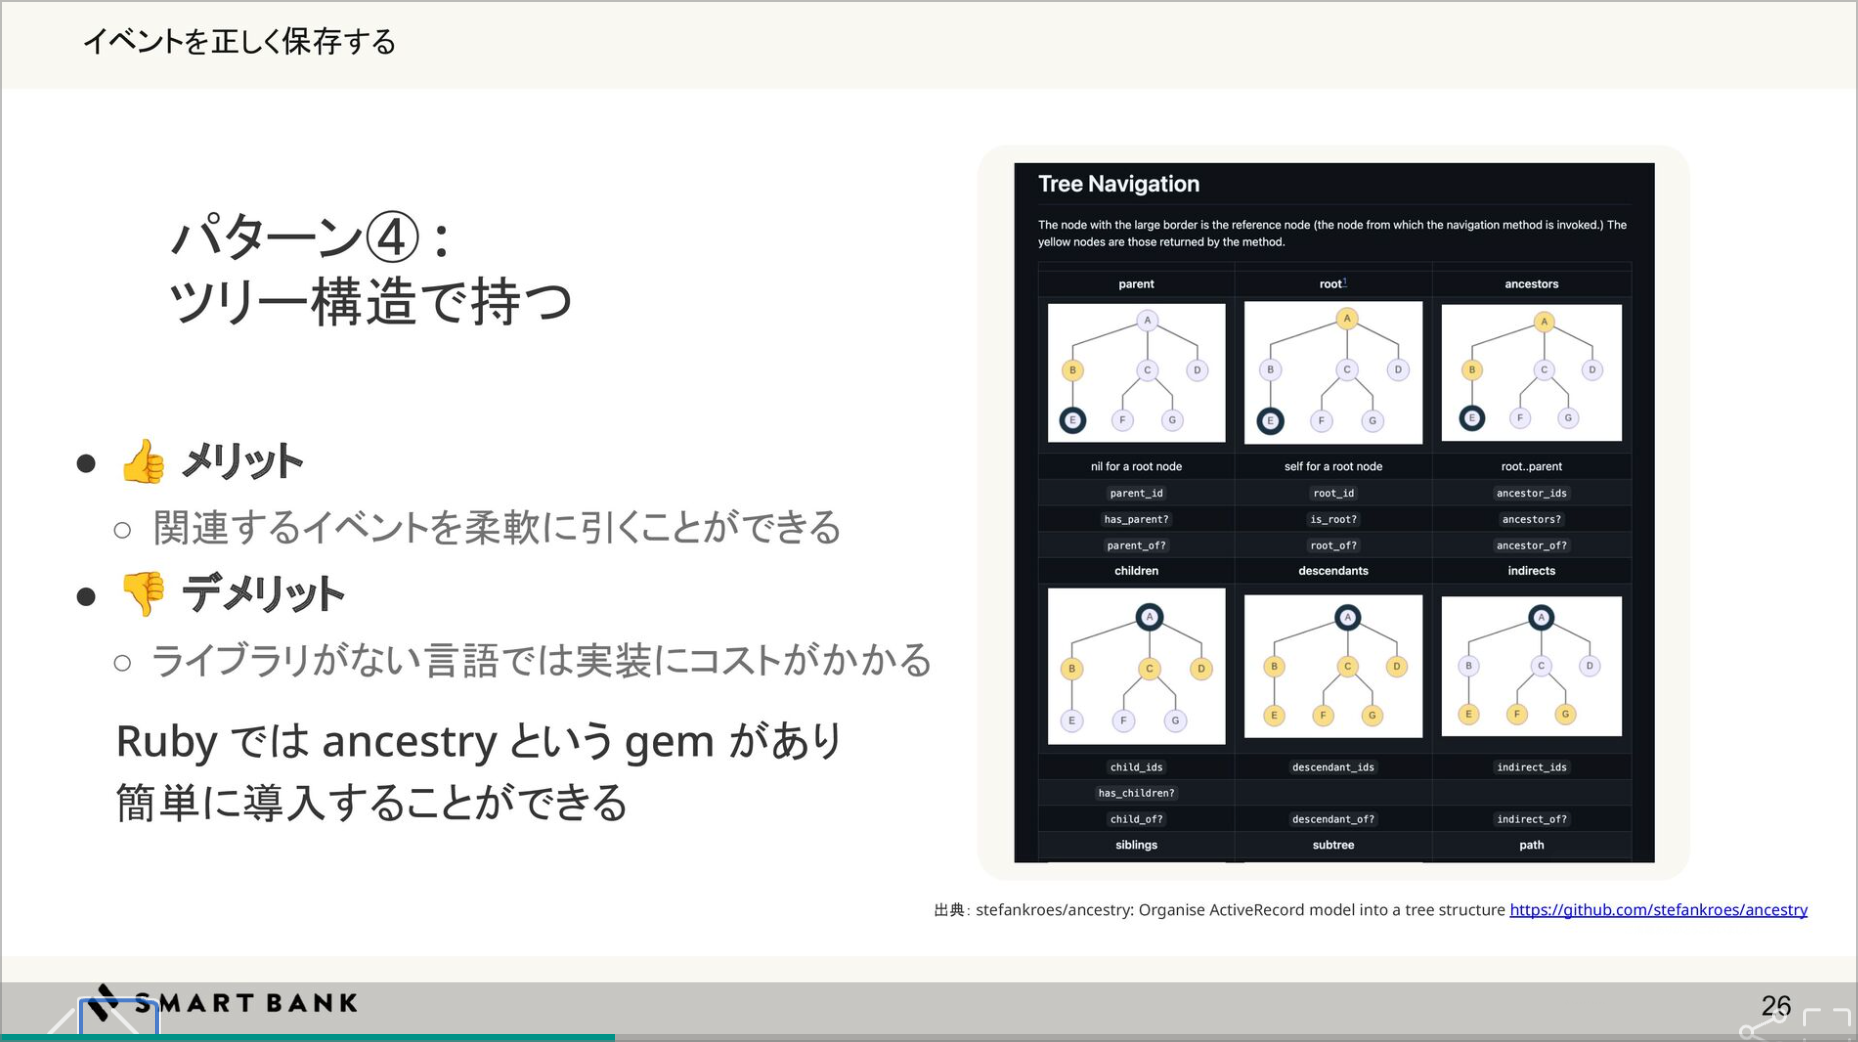 イベントを正しく保存する
パターン④：
ツリー構造で持つ
● 👍 メリット
○ 関連するイベントを柔軟に引くことができる
● 👎 デメリット
○ ライブラリがない言語では実装にコストがかかる
Ruby では ancestry という gem があり
簡単に導入することができる
Tree Navigation
The node with the large border is the reference node (the node from which the navigation method is invoked.) The
yellow nodes are those returned by the method.
parent root¹ ancestors
A A A
B C D B C D B C D
E F G E F G E F G
nil for a root node self for a root node root..parent
parent_id root_id ancestor_ids
has_parent? is_root? ancestors?
parent_of? root_of? ancestor_of?
children descendants indirects
A A A
B C D B C D B C D
E F G E F G E F G
child_ids descendant_ids indirect_ids
has_children?
child_of? descendant_of? indirect_of?
siblings subtree path
出典: stefankroes/ancestry: Organise ActiveRecord model into a tree structure https://github.com/stefankroes/ancestry
SMART BANK
26